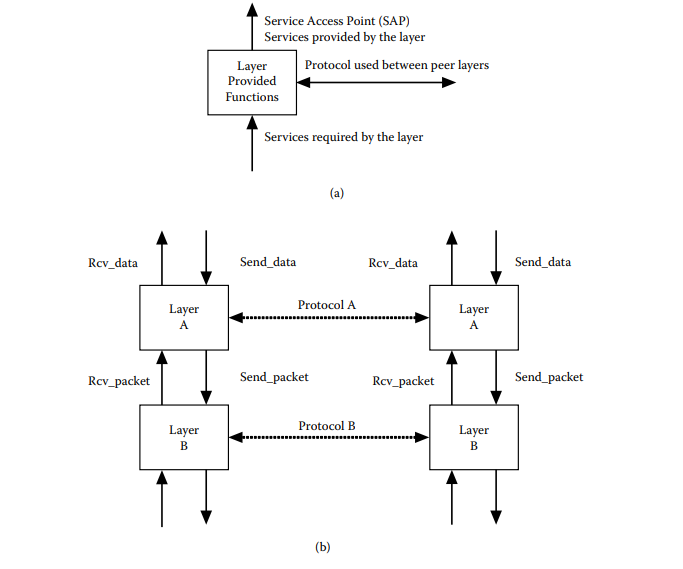 Service Access Point (SAP)
Services provided by the layer
Layer
Provided
Functions
Protocol used between peer layers
Services required by the layer
(a)
Rcv_data
Send_data
Rcv_data
Send_data
Layer
A
Protocol A
Layer
A
Rcv_packet
Send_packet
Rcv_packet
Send_packet
Layer
B
Protocol B
Layer
B
(b)